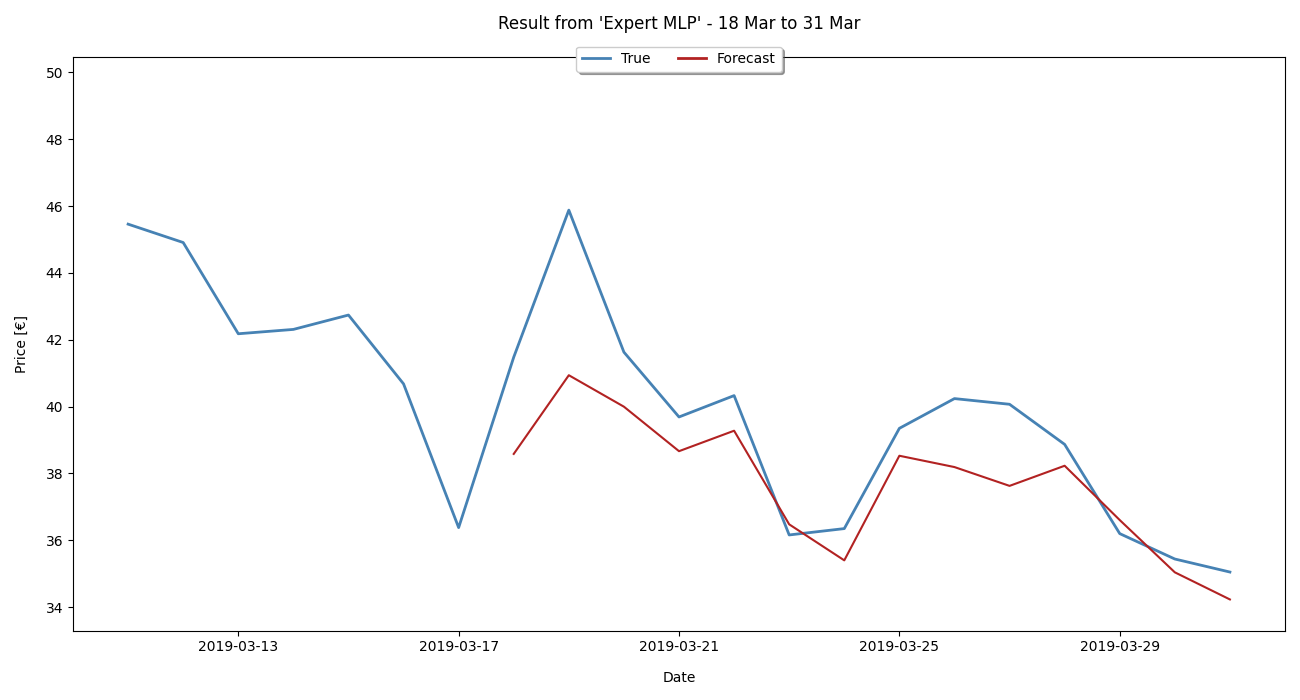 Result from 'Expert MLP' - 18 Mar to 31 Mar
True Forecast
50
48
46
44
42
40
38
36
34
Price [€]
2019-03-13 2019-03-17 2019-03-21 2019-03-25 2019-03-29
Date